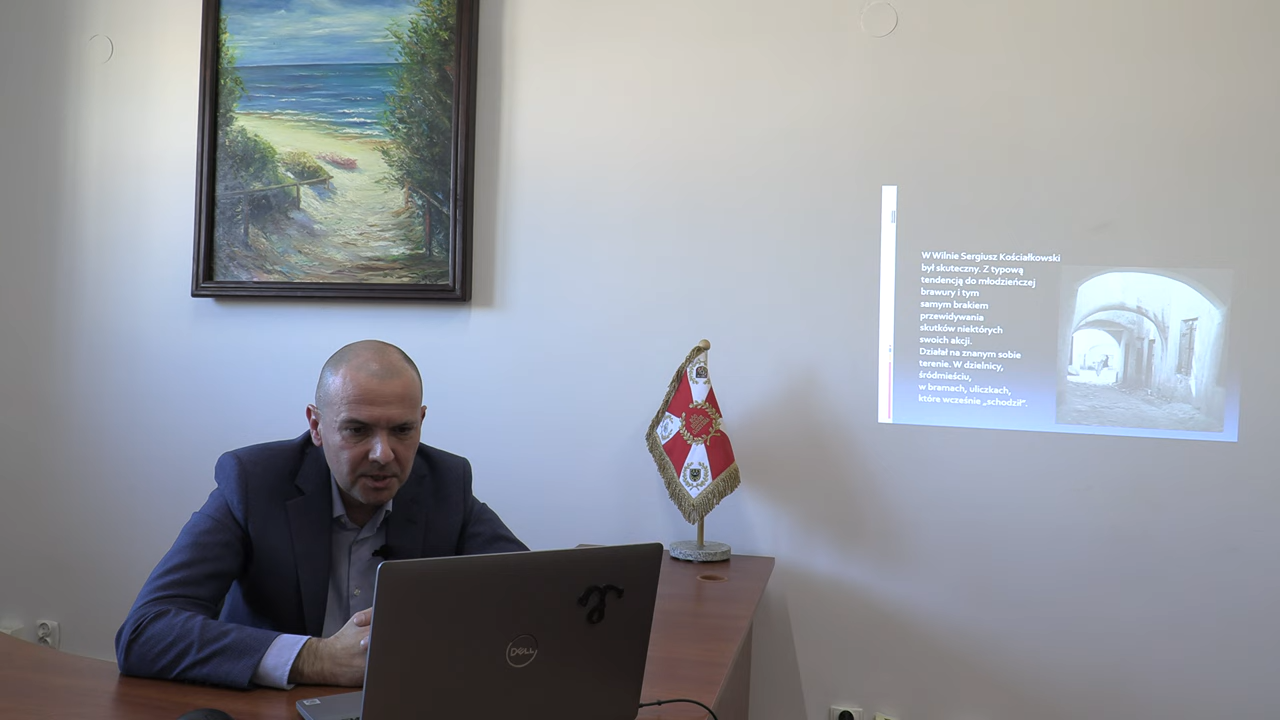 W Wilnie Sergiusz Kościałkowski
był skuteczny. Z typową
tendencją do młodzieńczej
brawury i tym
samym brakiem
przewidywania
skutków niektórych
swoich akcji.
Działał na znanym sobie
terenie. W dzielnicy,
śródmieściu,
w bramach, uliczkach,
które wcześnie „schodził”.
DELL